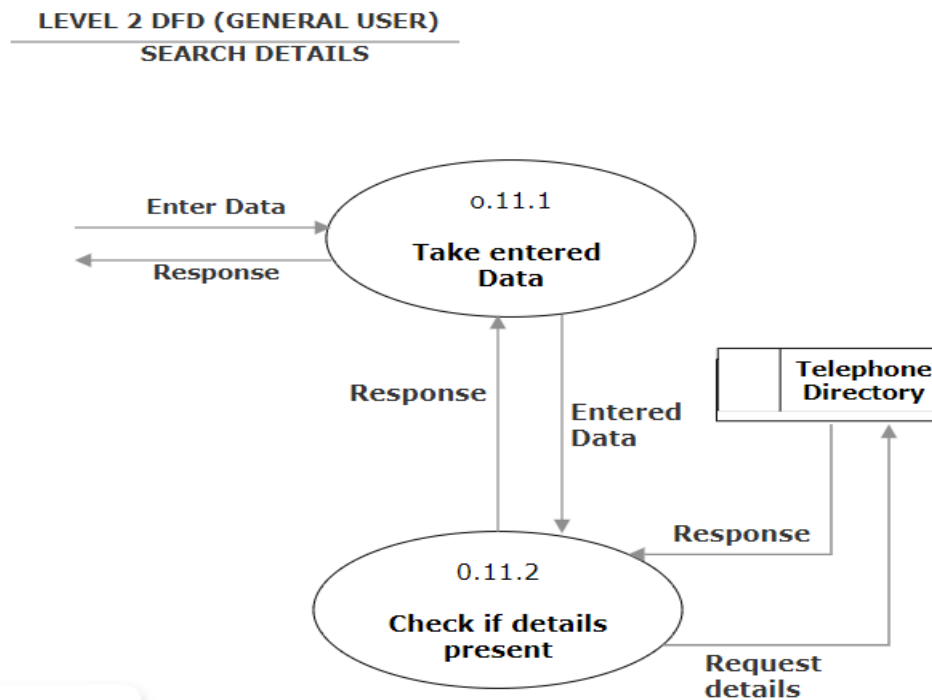 LEVEL 2 DFD (GENERAL USER)
SEARCH DETAILS
o.11.1
Enter Data
Take entered
Data
Response
Telephone
Directory
Response
Entered
Data
Response
0.11.2
Check if details
present
Request
details